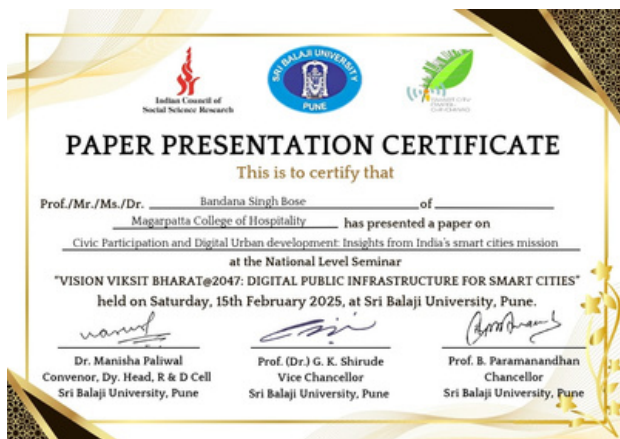 Indian Council of
Social Science Research
SRI BALAJI UNIVERSITY
PUNE
PAPER PRESENTATION CERTIFICATE
This is to certify that
Prof./Mr./Ms./Dr. Bandana Singh Bose of
Magarpatta College of Hospitality has presented a paper on
Civic Participation and Digital Urban development: Insights from India's smart cities mission
at the National Level Seminar
"VISION VIKSIT BHARAT@2047: DIGITAL PUBLIC INFRASTRUCTURE FOR SMART CITIES"
held on Saturday, 15th February 2025, at Sri Balaji University, Pune.
Dr. Manisha Paliwal
Convenor, Dy. Head, R & D Cell
Sri Balaji University, Pune
Prof. (Dr.) G. K. Shirude
Vice Chancellor
Sri Balaji University, Pune
Prof. B. Paramanandhan
Chancellor
Sri Balaji University, Pune